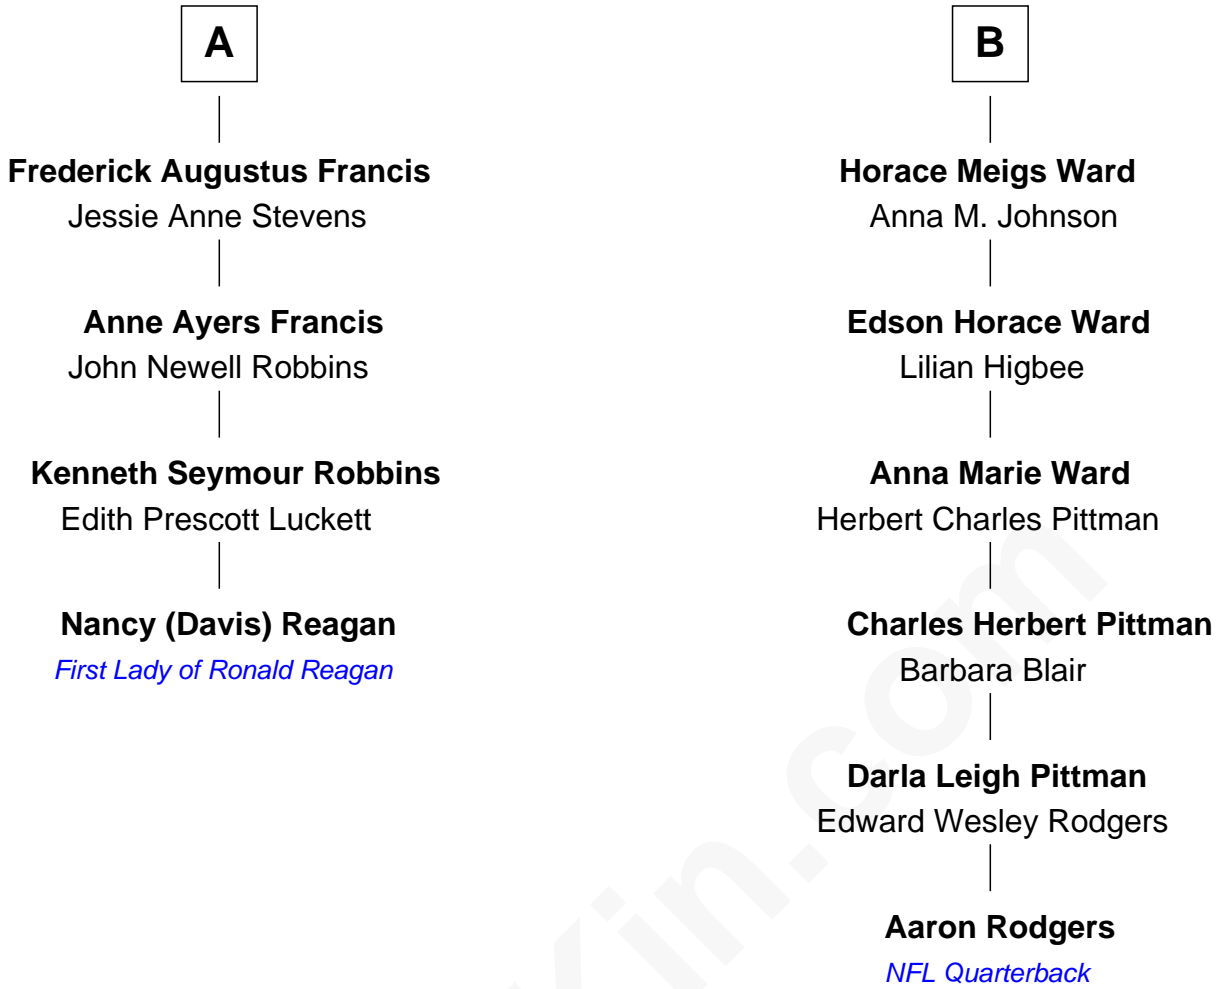 A
Frederick Augustus Francis
Jessie Anne Stevens
Anne Ayers Francis
John Newell Robbins
Kenneth Seymour Robbins
Edith Prescott Luckett
Nancy (Davis) Reagan
First Lady of Ronald Reagan
B
Horace Meigs Ward
Anna M. Johnson
Edson Horace Ward
Lilian Higbee
Anna Marie Ward
Herbert Charles Pittman
Charles Herbert Pittman
Barbara Blair
Darla Leigh Pittman
Edward Wesley Rodgers
Aaron Rodgers
NFL Quarterback
Kin.com